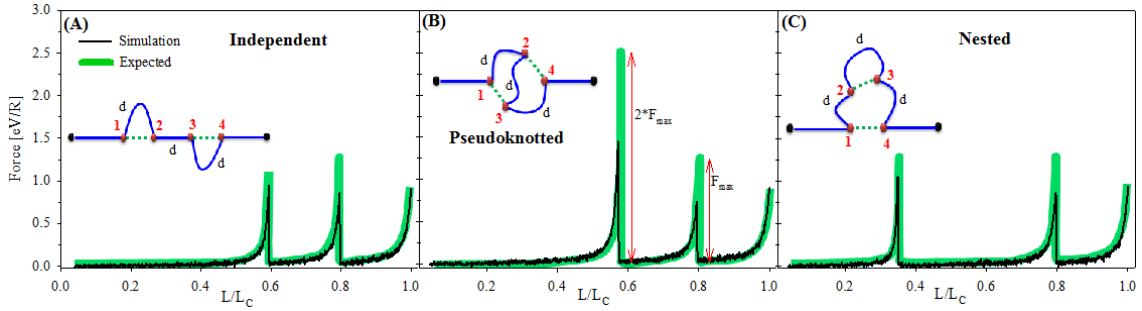 (A)
Simulation
Expected
Independent
d
1
2
3
4
d
d
3.0
2.5
2.0
1.5
1.0
0.5
0.0
Force [eV/R]
0.0
0.2
0.4
0.6
0.8
1.0
L/LC
(B)
2
d
d
4
1
3
d
Pseudoknotted
2*Fmax
Fmax
0.2
0.4
0.6
0.8
1.0
L/LC
(C)
Nested
d
3
2
d
d
1
4
0.2
0.4
0.6
0.8
1.0
L/LC